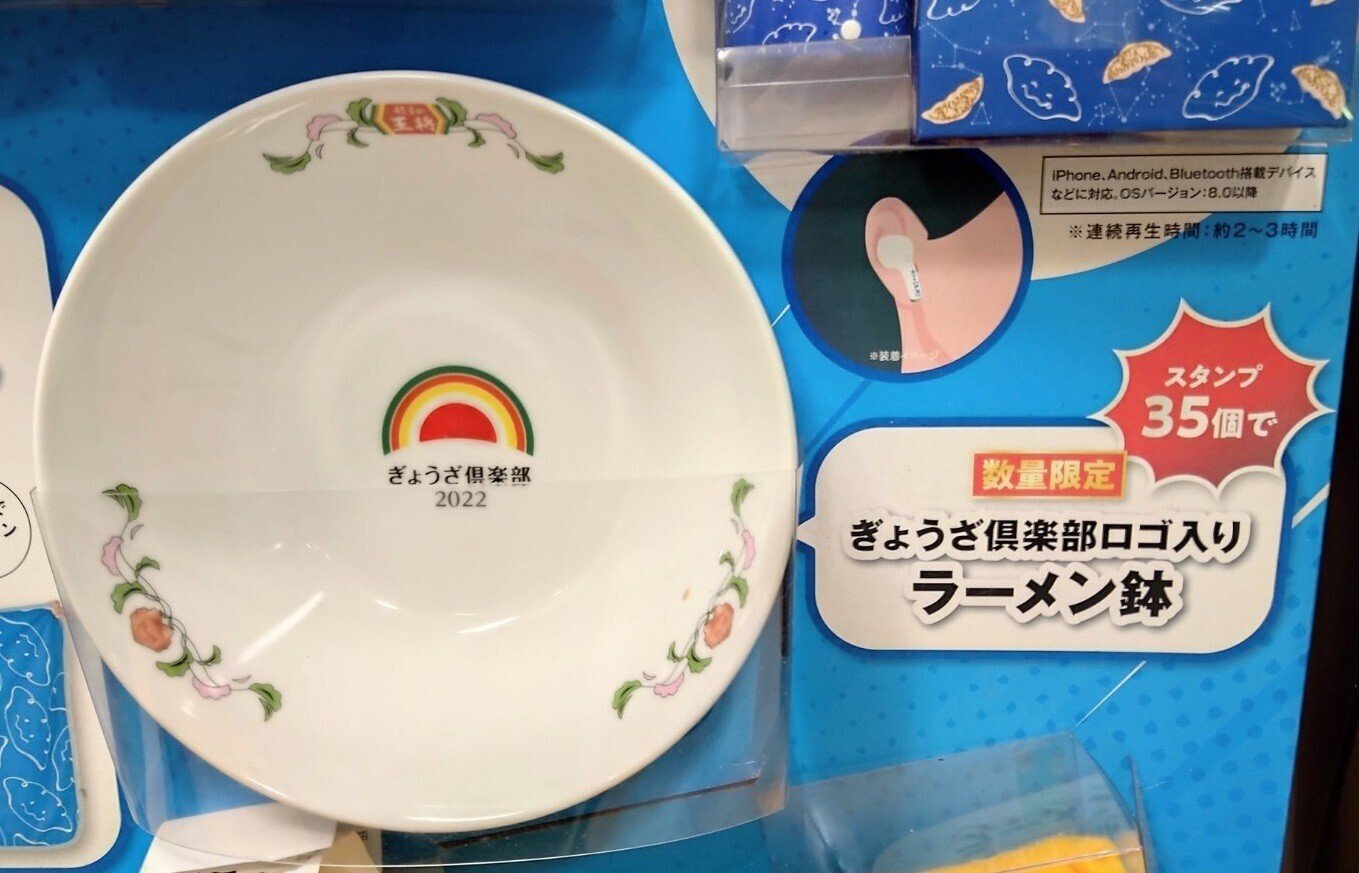 餃子の
王将
iPhone、Android、Bluetooth搭載デバイス
などに対応。OSバージョン：8.0以降
※連続再生時間：約2～3時間
※装着イメージ
スタンプ
35個で
数量限定
ぎょうざ倶楽部ロゴ入り
ラーメン鉢
ぎょうざ倶楽部
2022